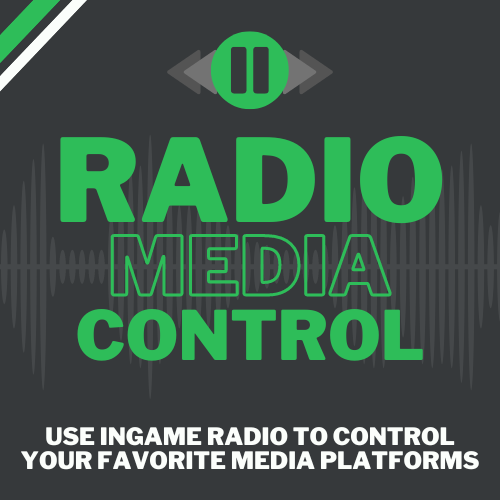 RADIO
MEDIA
CONTROL
USE INGAME RADIO TO CONTROL
YOUR FAVORITE MEDIA PLATFORMS